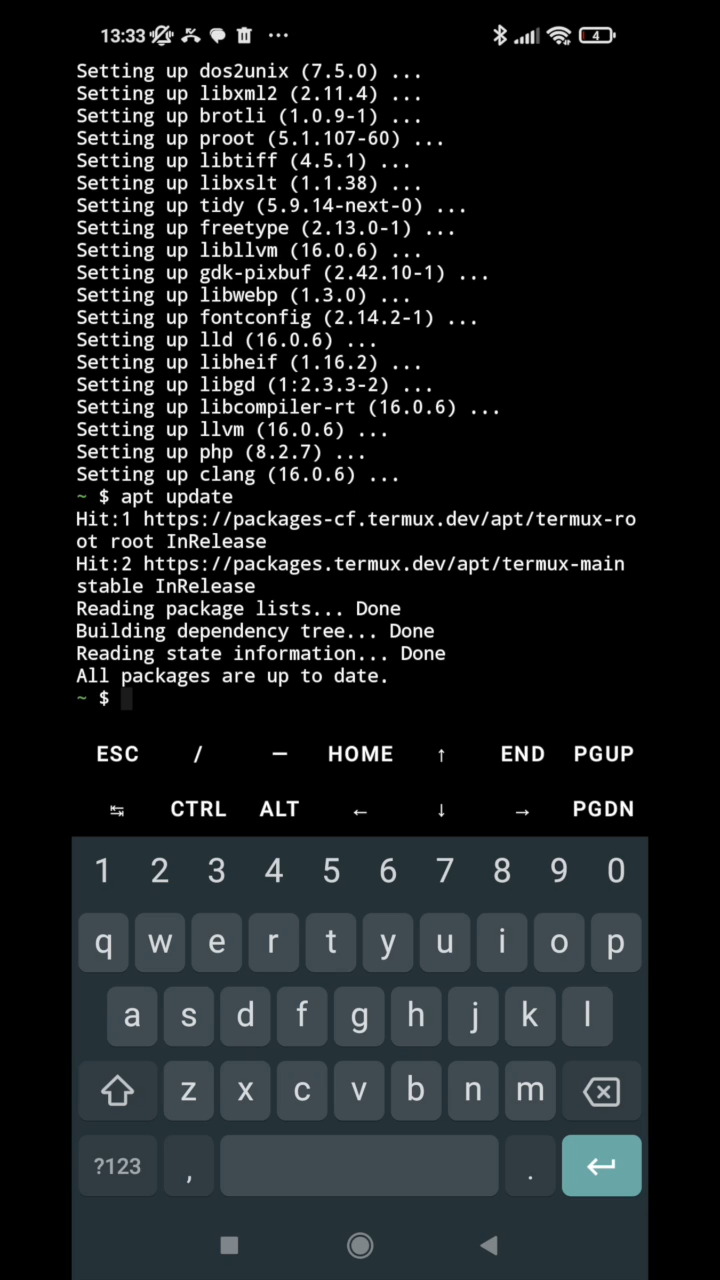 13:33
4
Setting up dos2unix (7.5.0) ...
Setting up libxml2 (2.11.4) ...
Setting up brotli (1.0.9-1) ...
Setting up proot (5.1.107-60) ...
Setting up libtiff (4.5.1) ...
Setting up libxslt (1.1.38) ...
Setting up tidy (5.9.14-next-0) ...
Setting up freetype (2.13.0-1) ...
Setting up libllvm (16.0.6) ...
Setting up gdk-pixbuf (2.42.10-1) ...
Setting up libwebp (1.3.0) ...
Setting up fontconfig (2.14.2-1) ...
Setting up lld (16.0.6) ...
Setting up libheif (1.16.2) ...
Setting up libgd (1:2.3.3-2) ...
Setting up libcompiler-rt (16.0.6) ...
Setting up llvm (16.0.6) ...
Setting up php (8.2.7) ...
Setting up clang (16.0.6) ...
~ $ apt update
Hit:1 https://packages-cf.termux.dev/apt/termux-ro
ot root InRelease
Hit:2 https://packages.termux.dev/apt/termux-main
stable InRelease
Reading package lists... Done
Building dependency tree... Done
Reading state information... Done
All packages are up to date.
~ $
ESC / — HOME ↑ END PGUP
↹ CTRL ALT ← ↓ → PGDN
1 2 3 4 5 6 7 8 9 0
q w e r t y u i o p
a s d f g h j k l
z x c v b n m
?123 , .